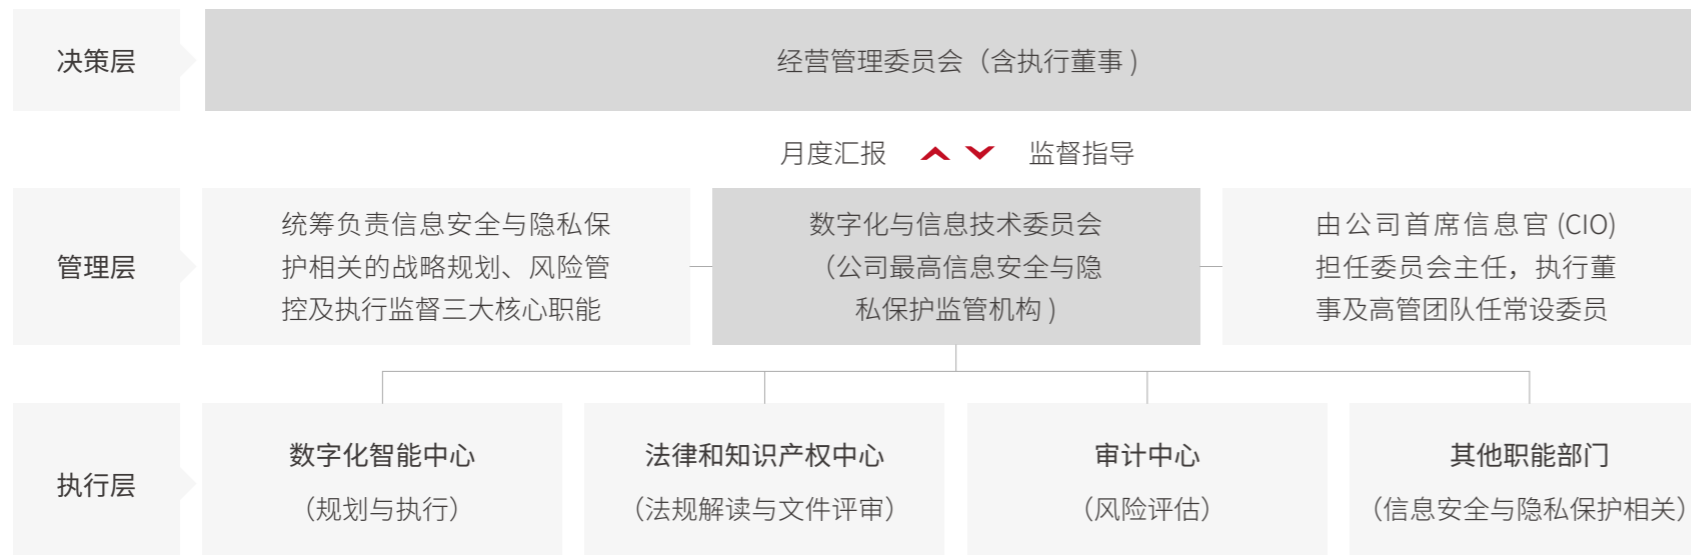 决策层
经营管理委员会（含执行董事)
月度汇报 监督指导
管理层
统筹负责信息安全与隐私保
护相关的战略规划、风险管
控及执行监督三大核心职能
数字化与信息技术委员会
（公司最高信息安全与隐
私保护监管机构)
由公司首席信息官 (CIO)
担任委员会主任，执行董
事及高管团队任常设委员
执行层
数字化智能中心
（规划与执行）
法律和知识产权中心
（法规解读与文件评审）
审计中心
（风险评估）
其他职能部门
（信息安全与隐私保护相关）